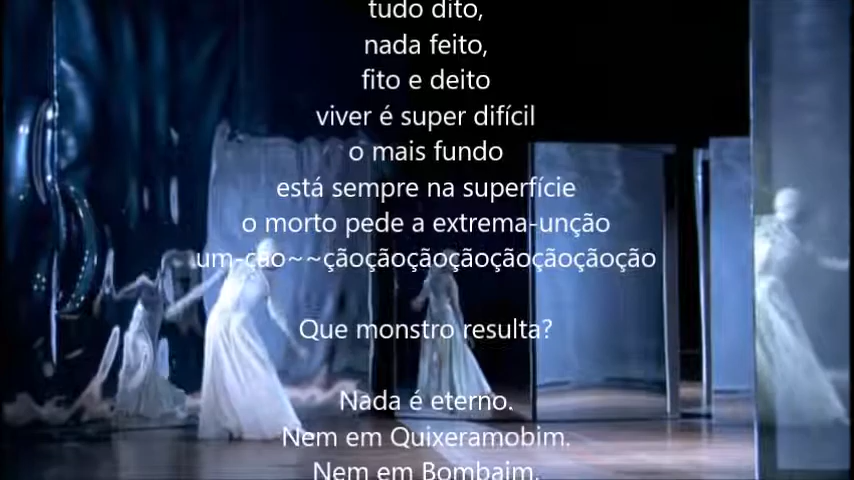 tudo dito,
nada feito,
fito e deito
viver é super difícil
o mais fundo
está sempre na superfície
o morto pede a extrema-unção
um-ção~~çãoçãoçãoçãoçãoçãoçãoção
Que monstro resulta?
Nada é eterno.
Nem em Quixeramobim.
Nem em Bombaim.